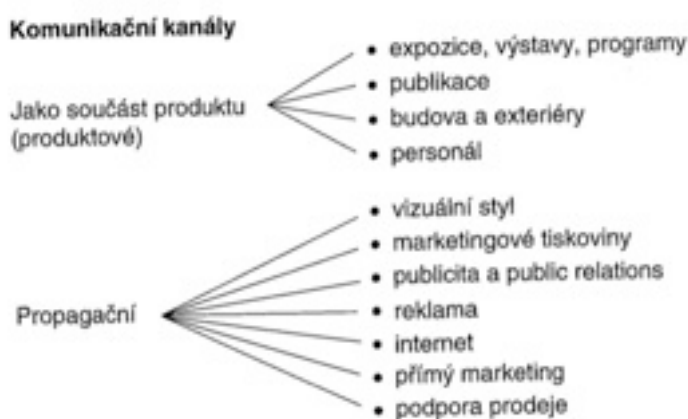 Komunikační kanály
Jako součást produktu
(produktové)
• expozice, výstavy, programy
• publikace
• budova a exteriéry
• personál
Propagační
• vizuální styl
• marketingové tiskoviny
• publicita a public relations
• reklama
• internet
• přímý marketing
• podpora prodeje